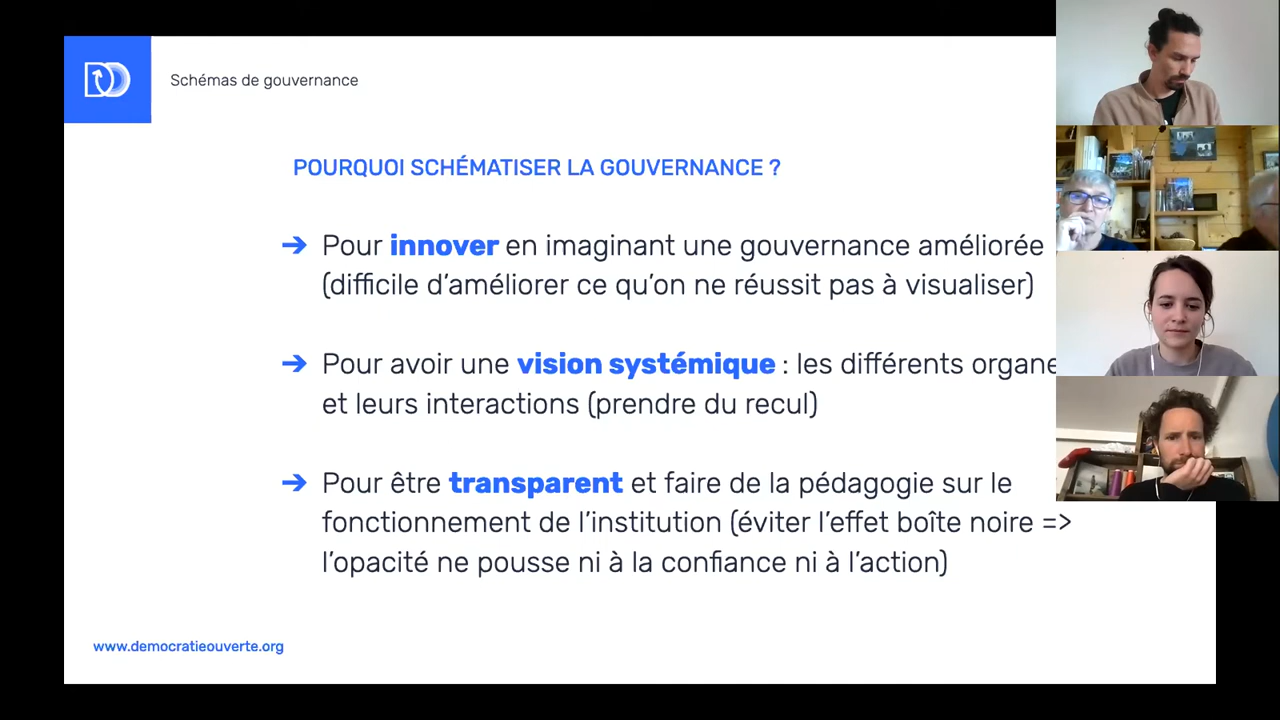 Schémas de gouvernance
POURQUOI SCHÉMATISER LA GOUVERNANCE ?
➔ Pour innover en imaginant une gouvernance améliorée
(difficile d’améliorer ce qu’on ne réussit pas à visualiser)
➔ Pour avoir une vision systémique : les différents organe
et leurs interactions (prendre du recul)
➔ Pour être transparent et faire de la pédagogie sur le
fonctionnement de l’institution (éviter l’effet boîte noire =>
l’opacité ne pousse ni à la confiance ni à l’action)
www.democratieouverte.org